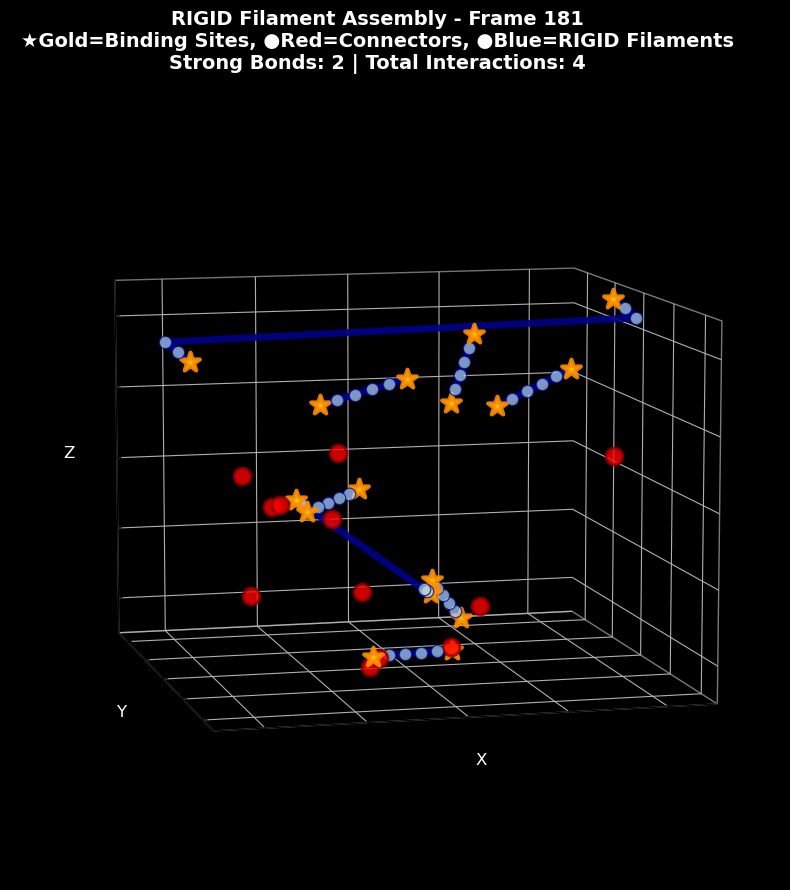 RIGID Filament Assembly - Frame 181
★Gold=Binding Sites, ●Red=Connectors, ●Blue=RIGID Filaments
Strong Bonds: 2 | Total Interactions: 4
Z
Y
X